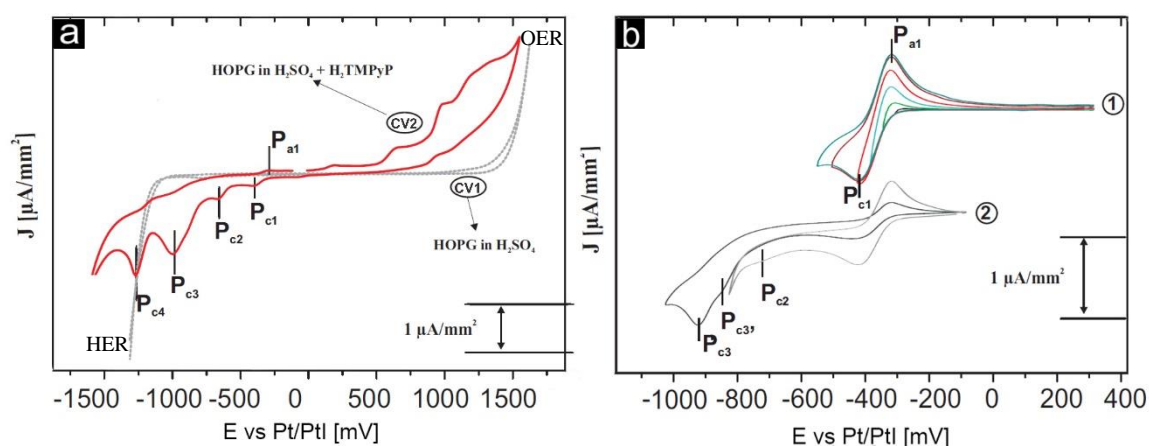 a
OER
HOPG in H₂SO₄ + H₂TMPyP
CV2
Pa1
CV1
HOPG in H₂SO₄
Pc1
Pc2
Pc3
Pc4
HER
1 µA/mm²
J [µA/mm²]
-1500 -1000 -500 0 500 1000 1500
E vs Pt/PtI [mV]
b
Pa1
1
Pc1
2
Pc2
Pc3'
Pc3
1 µA/mm²
J [µA/mm²]
-1000 -800 -600 -400 -200 0 200 400
E vs Pt/PtI [mV]